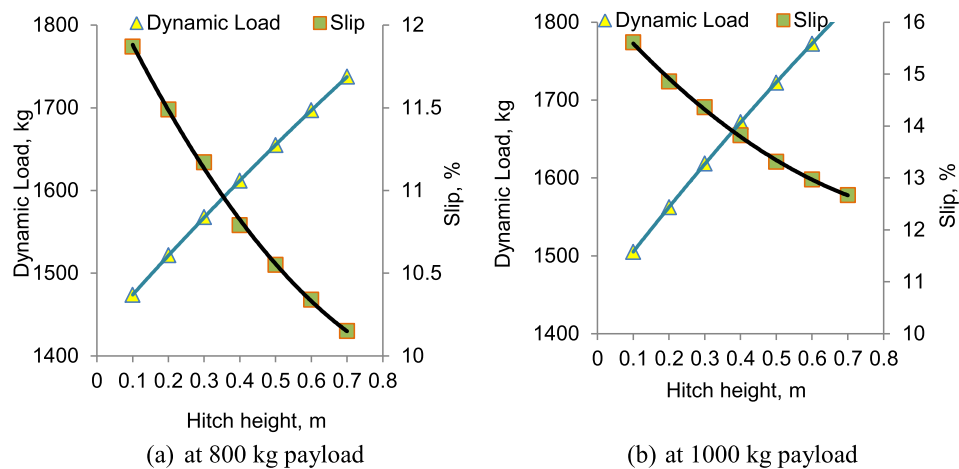 Dynamic Load Slip
1800
1700
1600
1500
1400
Dynamic Load, kg
12
11.5
11
10.5
10
Slip, %
0 0.1 0.2 0.3 0.4 0.5 0.6 0.7 0.8
Hitch height, m
(a) at 800 kg payload
Dynamic Load Slip
1800
1700
1600
1500
1400
Dynamic Load, kg
16
15
14
13
12
11
10
Slip, %
0 0.1 0.2 0.3 0.4 0.5 0.6 0.7 0.8
Hitch height, m
(b) at 1000 kg payload